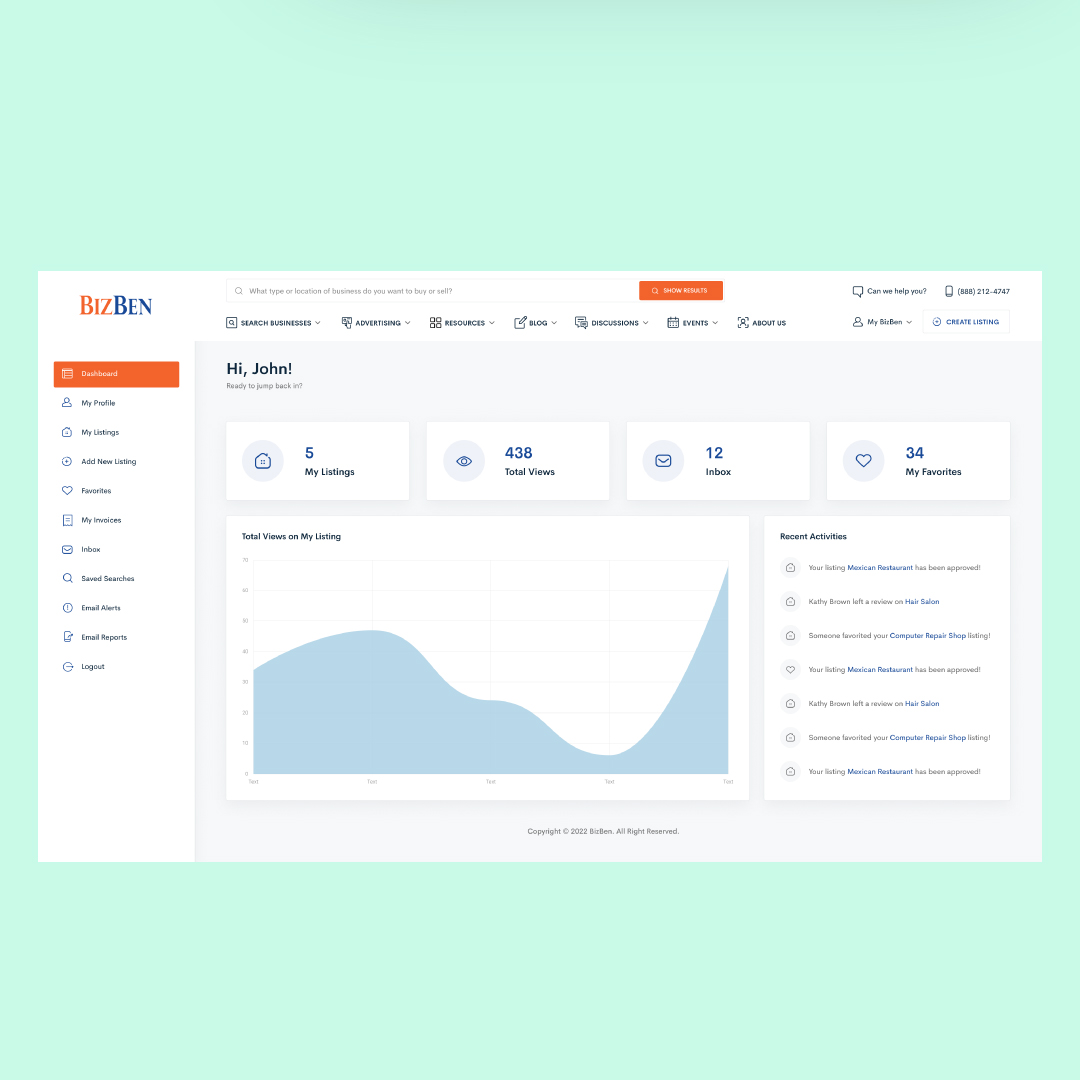 BIZBEN
What type or location of business do you want to buy or sell?
SHOW RESULTS
Can we help you?
(888) 212-4747
SEARCH BUSINESSES
ADVERTISING
RESOURCES
BLOG
DISCUSSIONS
EVENTS
ABOUT US
My BizBen
CREATE LISTING
Dashboard
My Profile
My Listings
Add New Listing
Favorites
My Invoices
Inbox
Saved Searches
Email Alerts
Email Reports
Logout
Hi, John!
Ready to jump back in?
5
My Listings
438
Total Views
12
Inbox
34
My Favorites
Total Views on My Listing
70
60
50
40
30
20
10
0
Text
Text
Text
Text
Text
Recent Activities
Your listing Mexican Restaurant has been approved!
Kathy Brown left a review on Hair Salon
Someone favorited your Computer Repair Shop listing!
Your listing Mexican Restaurant has been approved!
Kathy Brown left a review on Hair Salon
Someone favorited your Computer Repair Shop listing!
Your listing Mexican Restaurant has been approved!
Copyright © 2022 BizBen. All Right Reserved.